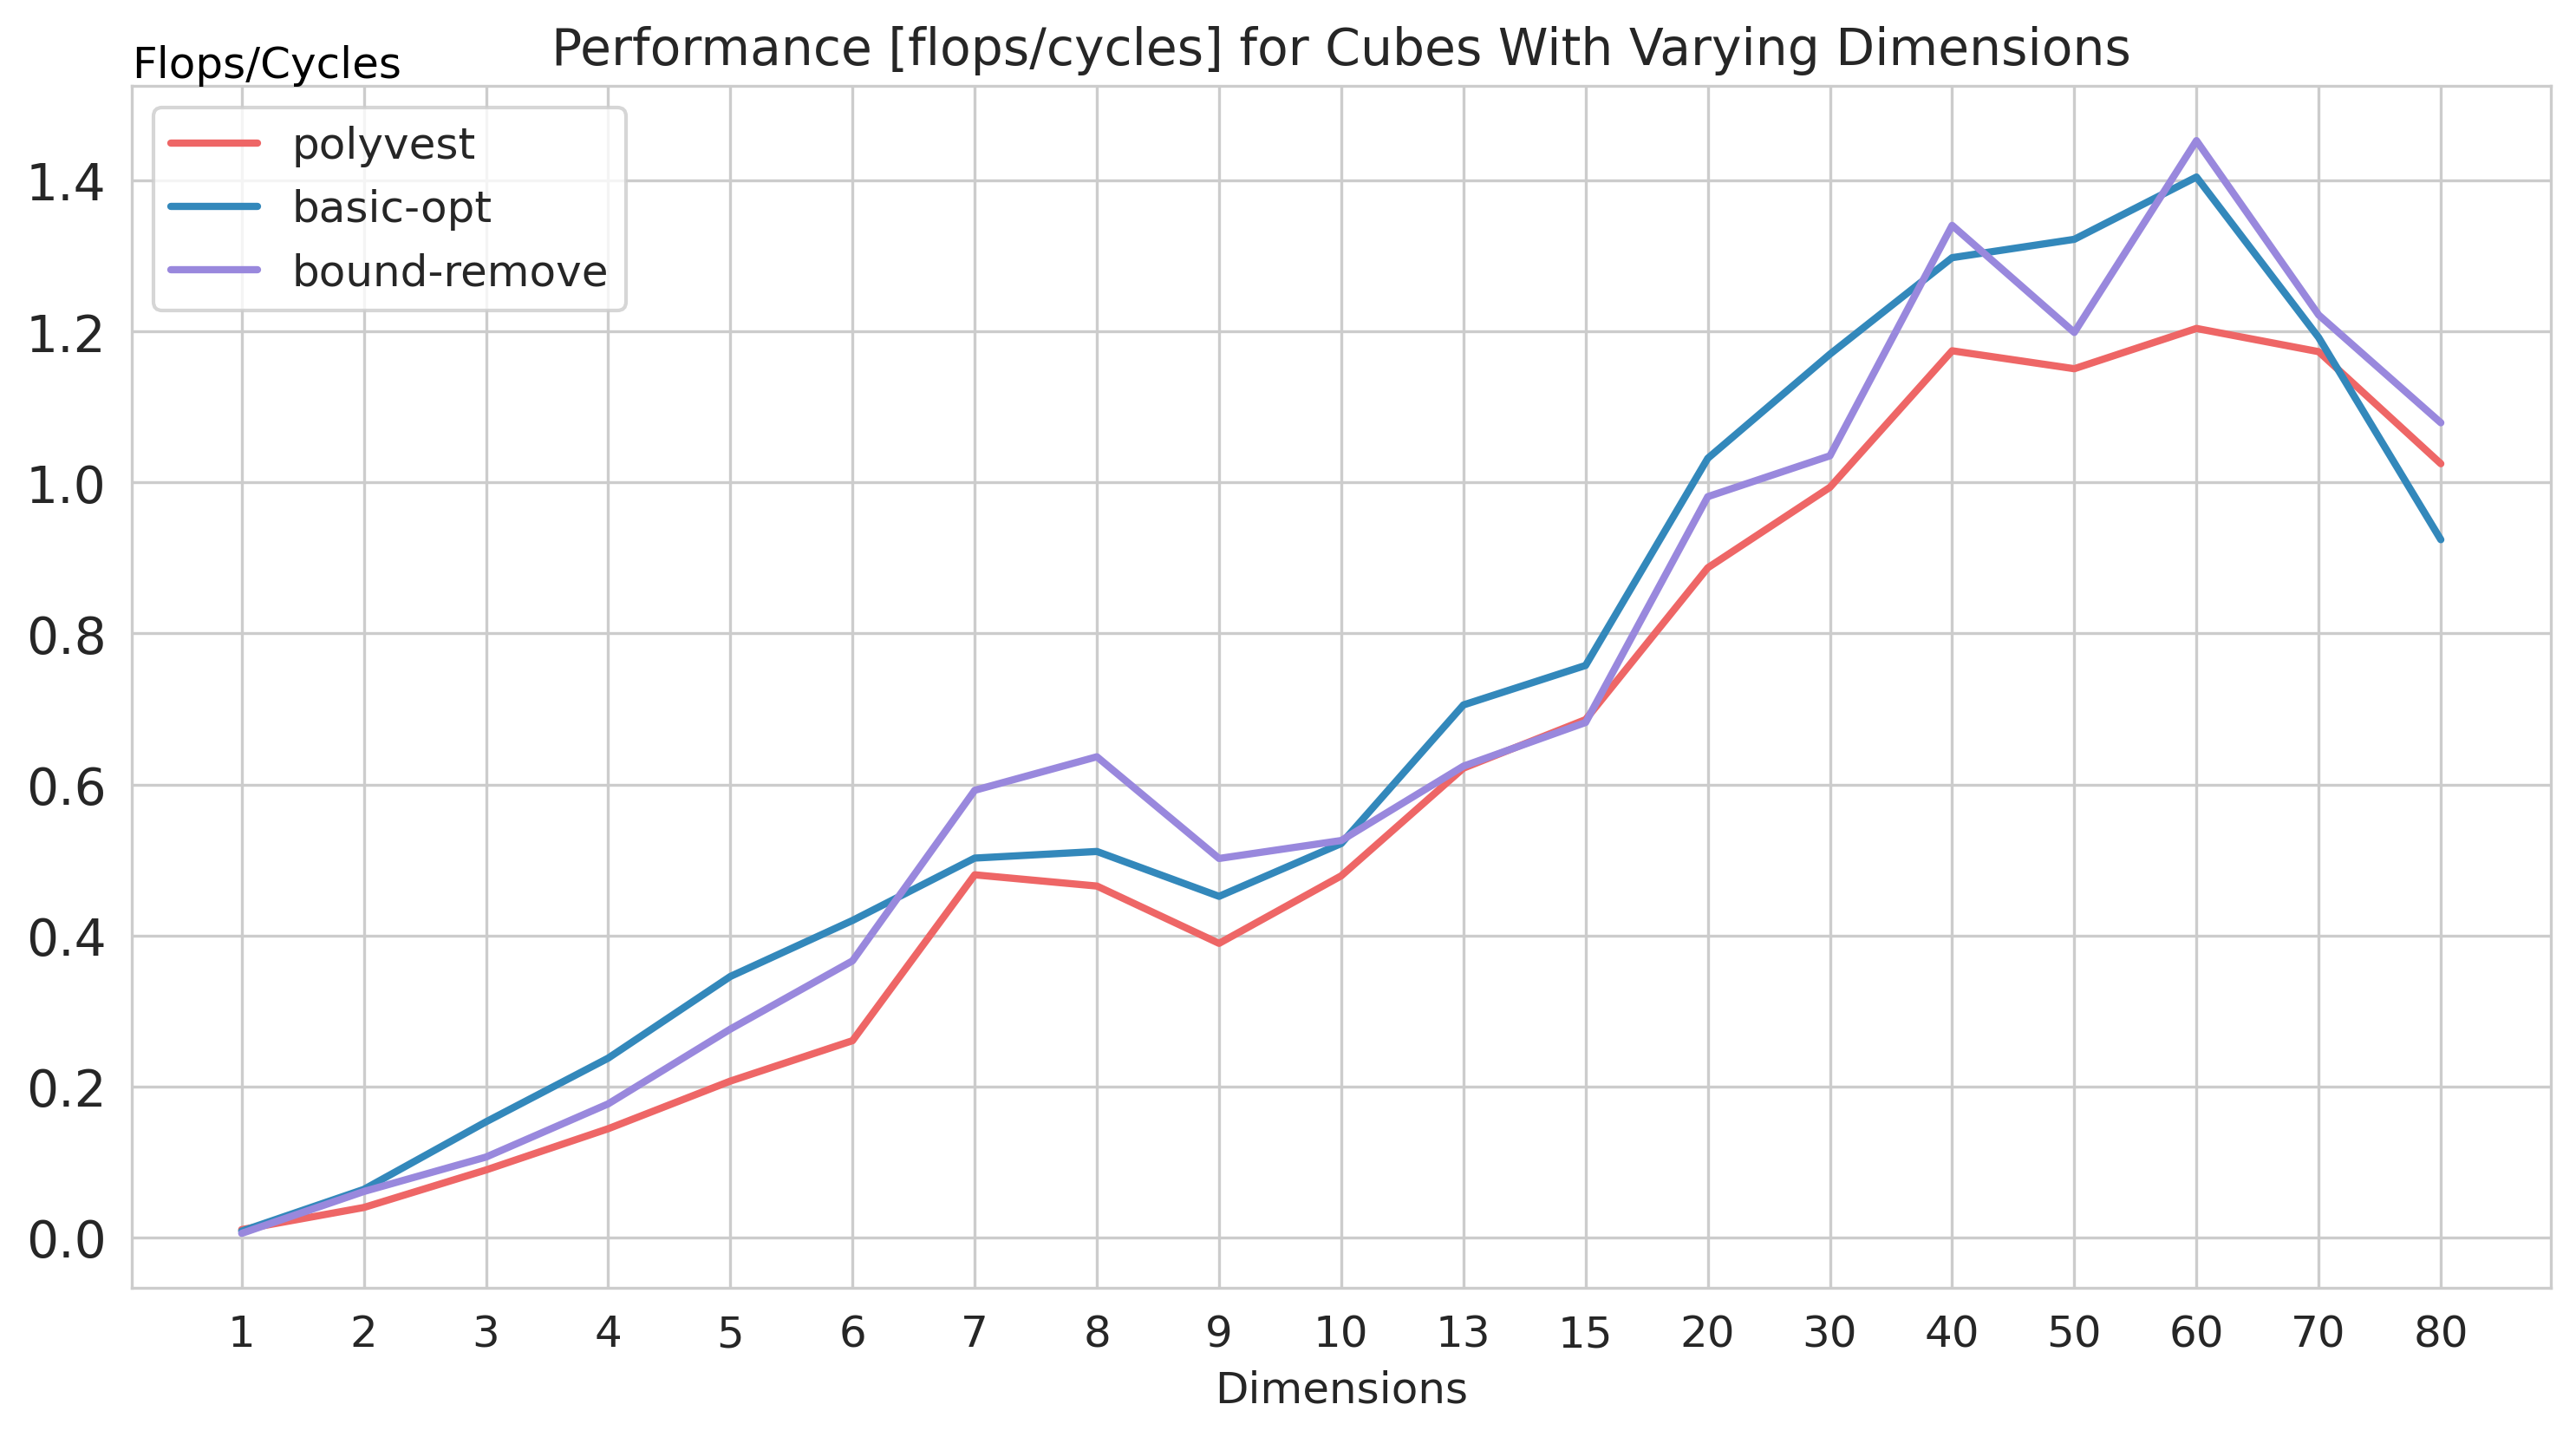 Performance [flops/cycles] for Cubes With Varying Dimensions
Flops/Cycles
polyvest
basic-opt
bound-remove
1.4
1.2
1.0
0.8
0.6
0.4
0.2
0.0
1 2 3 4 5 6 7 8 9 10 13 15 20 30 40 50 60 70 80
Dimensions